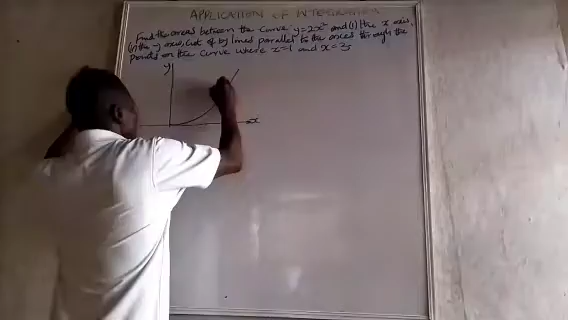 APPLICATION OF INTEGRATION
Find the areas between the curve y=2x² and (i) the x axis,
(ii) the y axis, cut off by lines parallel to the axes through the
points on the curve where x=1 and x=3
y
x